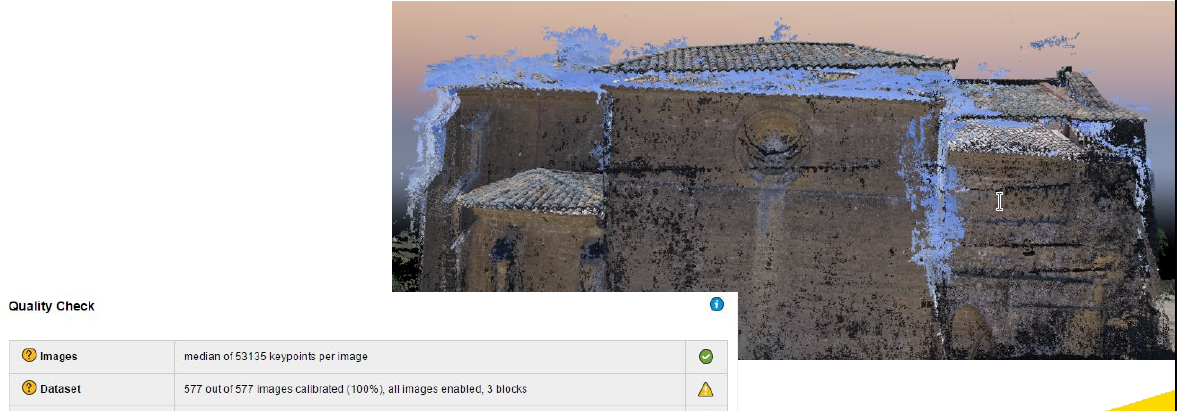 Quality Check
Images median of 53135 keypoints per image
Dataset 577 out of 577 images calibrated (100%), all images enabled, 3 blocks